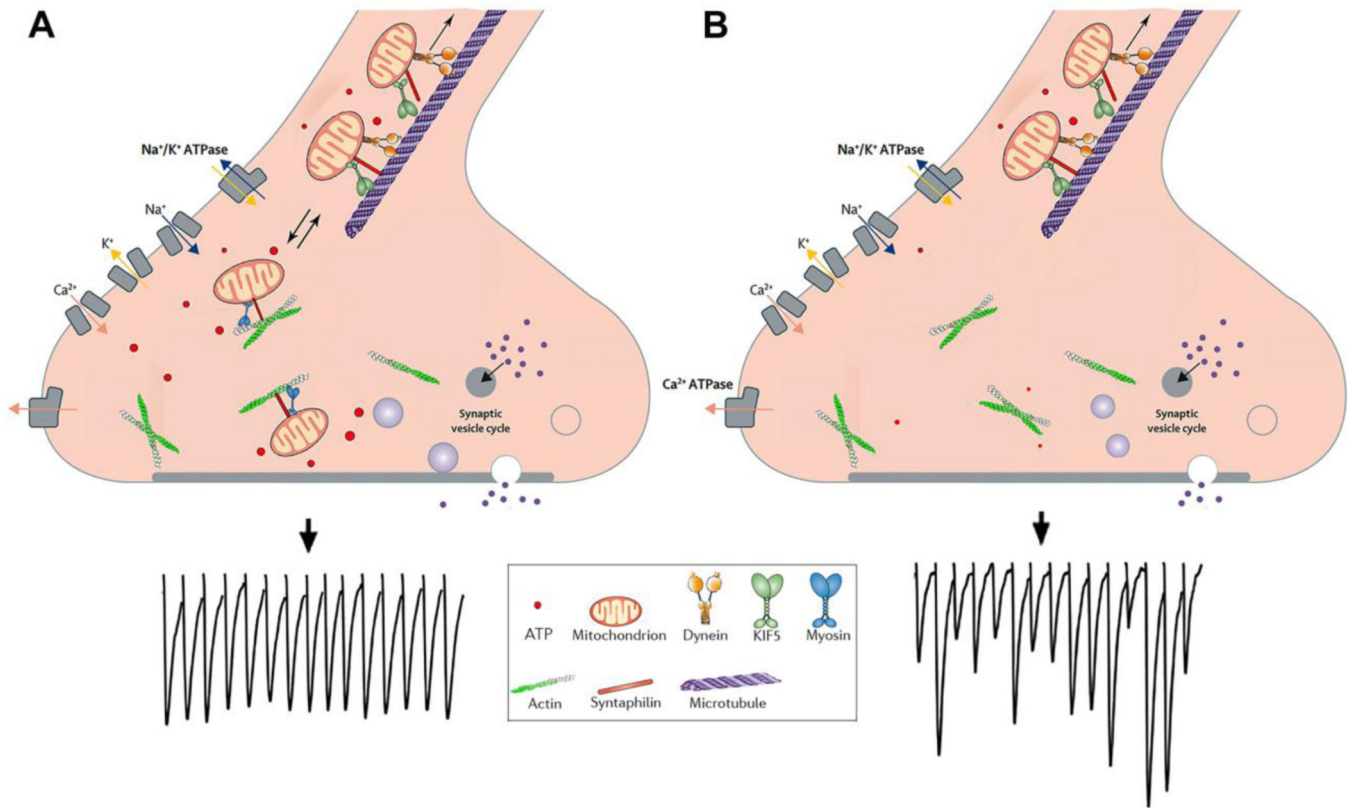 A
Na⁺/K⁺ ATPase
Na⁺
K⁺
Ca²⁺
Synaptic
vesicle cycle
B
Na⁺/K⁺ ATPase
Na⁺
K⁺
Ca²⁺
Ca²⁺ ATPase
Synaptic
vesicle cycle
ATP Mitochondrion Dynein KIF5 Myosin
Actin Syntaphilin Microtubule